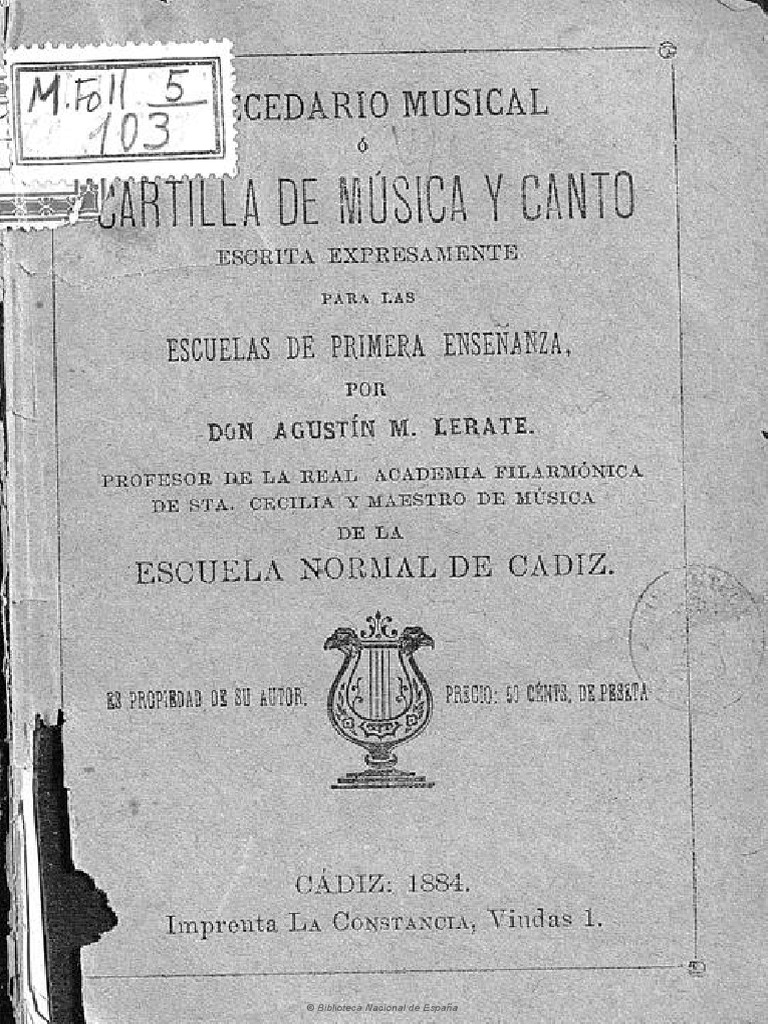 M. Foll 5
103
ECEDARIO MUSICAL
ó
CARTILLA DE MÚSICA Y CANTO
ESCRITA EXPRESAMENTE
PARA LAS
ESCUELAS DE PRIMERA ENSEÑANZA,
POR
DON AGUSTÍN M. LERATE.
PROFESOR DE LA REAL ACADEMIA FILARMÓNICA
DE STA. CECILIA Y MAESTRO DE MÚSICA
DE LA
ESCUELA NORMAL DE CADIZ.
ES PROPIEDAD DE SU AUTOR.
PRECIO: 50 CÉNTS. DE PESETA
CÁDIZ: 1884.
Imprenta LA CONSTANCIA, Viudas 1.
© Biblioteca Nacional de España